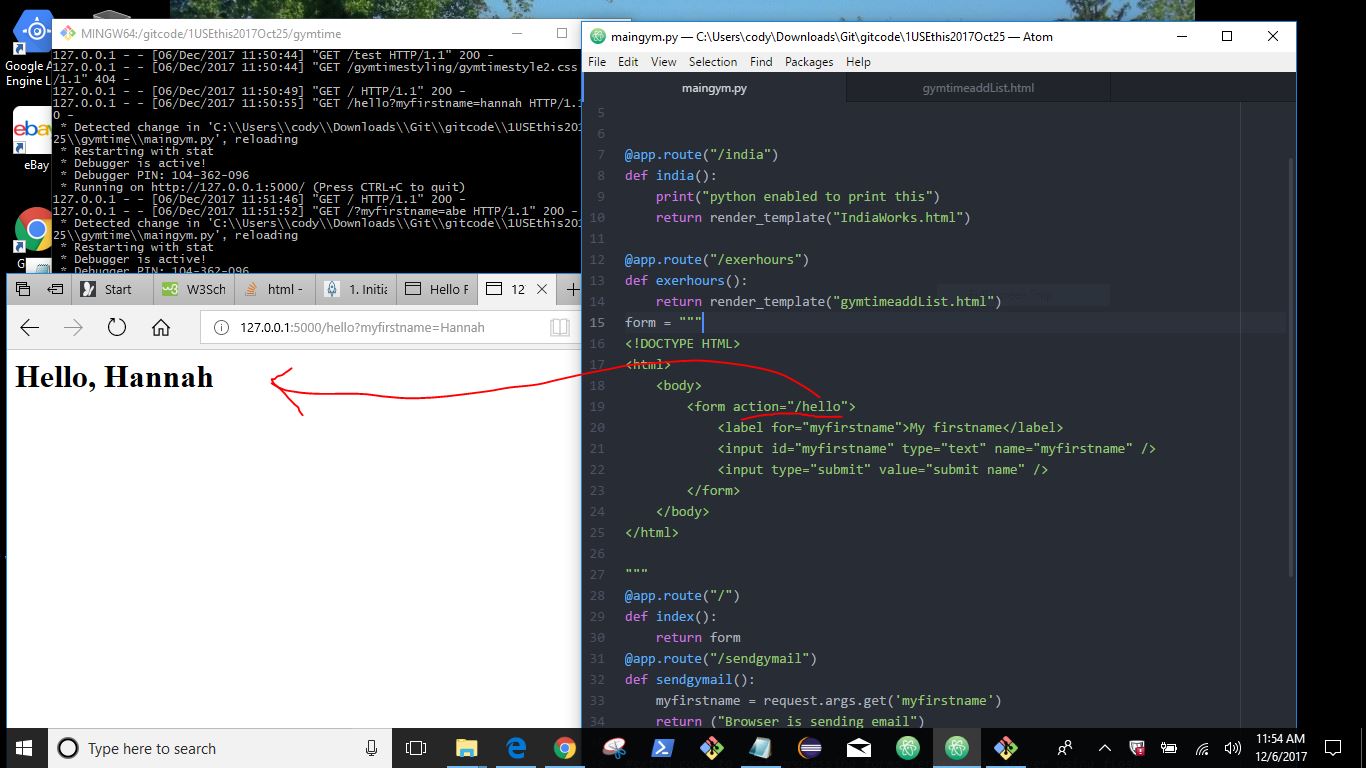 Google A
Engine L
eBay
MINGW64:/gitcode/1USEthis2017Oct25/gymtime
127.0.0.1 - - [06/Dec/2017 11:50:44] "GET /test HTTP/1.1" 200 -
127.0.0.1 - - [06/Dec/2017 11:50:44] "GET /gymtimestyling/gymtimestyle2.css
/1.1" 404 -
127.0.0.1 - - [06/Dec/2017 11:50:49] "GET / HTTP/1.1" 200 -
127.0.0.1 - - [06/Dec/2017 11:50:55] "GET /hello?myfirstname=hannah HTTP/1.1
0 -
* Detected change in 'C:\\Users\\cody\\Downloads\\Git\\gitcode\\1USEthis201
25\\gymtime\\maingym.py', reloading
* Restarting with stat
* Debugger is active!
* Debugger PIN: 104-362-096
* Running on http://127.0.0.1:5000/ (Press CTRL+C to quit)
127.0.0.1 - - [06/Dec/2017 11:51:46] "GET / HTTP/1.1" 200 -
127.0.0.1 - - [06/Dec/2017 11:51:52] "GET /?myfirstname=abe HTTP/1.1" 200 -
* Detected change in 'C:\\Users\\cody\\Downloads\\Git\\gitcode\\1USEthis201
25\\gymtime\\maingym.py', reloading
* Restarting with stat
* Debugger is active!
* Debugger PIN: 104-362-096
Start
W3Sch
html -
1. Initia
Hello F
12
127.0.0.1:5000/hello?myfirstname=Hannah
Hello, Hannah
maingym.py — C:\Users\cody\Downloads\Git\gitcode\1USEthis2017Oct25 — Atom
File Edit View Selection Find Packages Help
maingym.py gymtimeaddList.html
5
6
7 @app.route("/india")
8 def india():
9 print("python enabled to print this")
10 return render_template("IndiaWorks.html")
11
12 @app.route("/exerhours")
13 def exerhours():
14 return render_template("gymtimeaddList.html")
15 form = """
16 <!DOCTYPE HTML>
17 <html>
18 <body>
19 <form action="/hello">
20 <label for="myfirstname">My firstname</label>
21 <input id="myfirstname" type="text" name="myfirstname" />
22 <input type="submit" value="submit name" />
23 </form>
24 </body>
25 </html>
26
27 """
28 @app.route("/")
29 def index():
30 return form
31 @app.route("/sendgymail")
32 def sendgymail():
33 myfirstname = request.args.get('myfirstname')
34 return ("Browser is sending email")
Type here to search
11:54 AM
12/6/2017